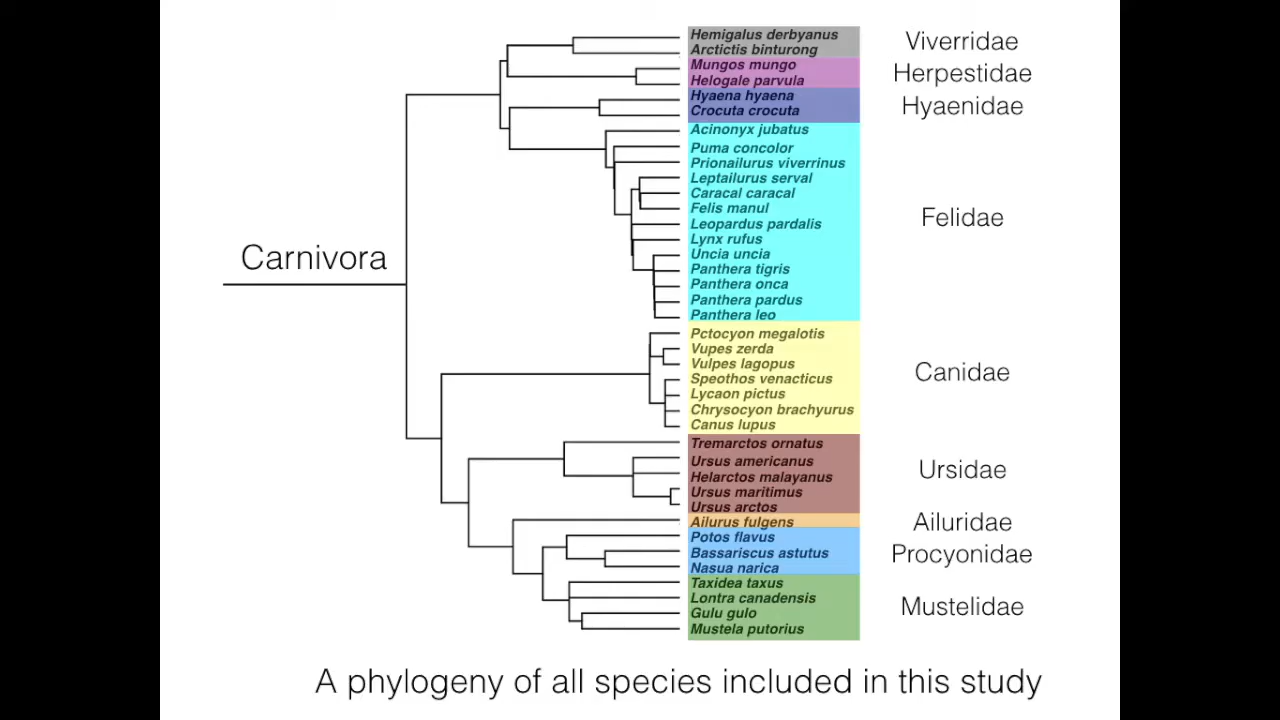 Hemigalus derbyanus
Arctictis binturong
Viverridae
Mungos mungo
Helogale parvula
Herpestidae
Hyaena hyaena
Crocuta crocuta
Hyaenidae
Acinonyx jubatus
Puma concolor
Prionailurus viverrinus
Leptailurus serval
Caracal caracal
Felis manul
Leopardus pardalis
Lynx rufus
Uncia uncia
Panthera tigris
Panthera onca
Panthera pardus
Panthera leo
Felidae
Carnivora
Pctocyon megalotis
Vupes zerda
Vulpes lagopus
Speothos venacticus
Lycaon pictus
Chrysocyon brachyurus
Canus lupus
Canidae
Tremarctos ornatus
Ursus americanus
Helarctos malayanus
Ursus maritimus
Ursus arctos
Ursidae
Ailurus fulgens
Ailuridae
Potos flavus
Bassariscus astutus
Nasua narica
Procyonidae
Taxidea taxus
Lontra canadensis
Gulu gulo
Mustela putorius
Mustelidae
A phylogeny of all species included in this study